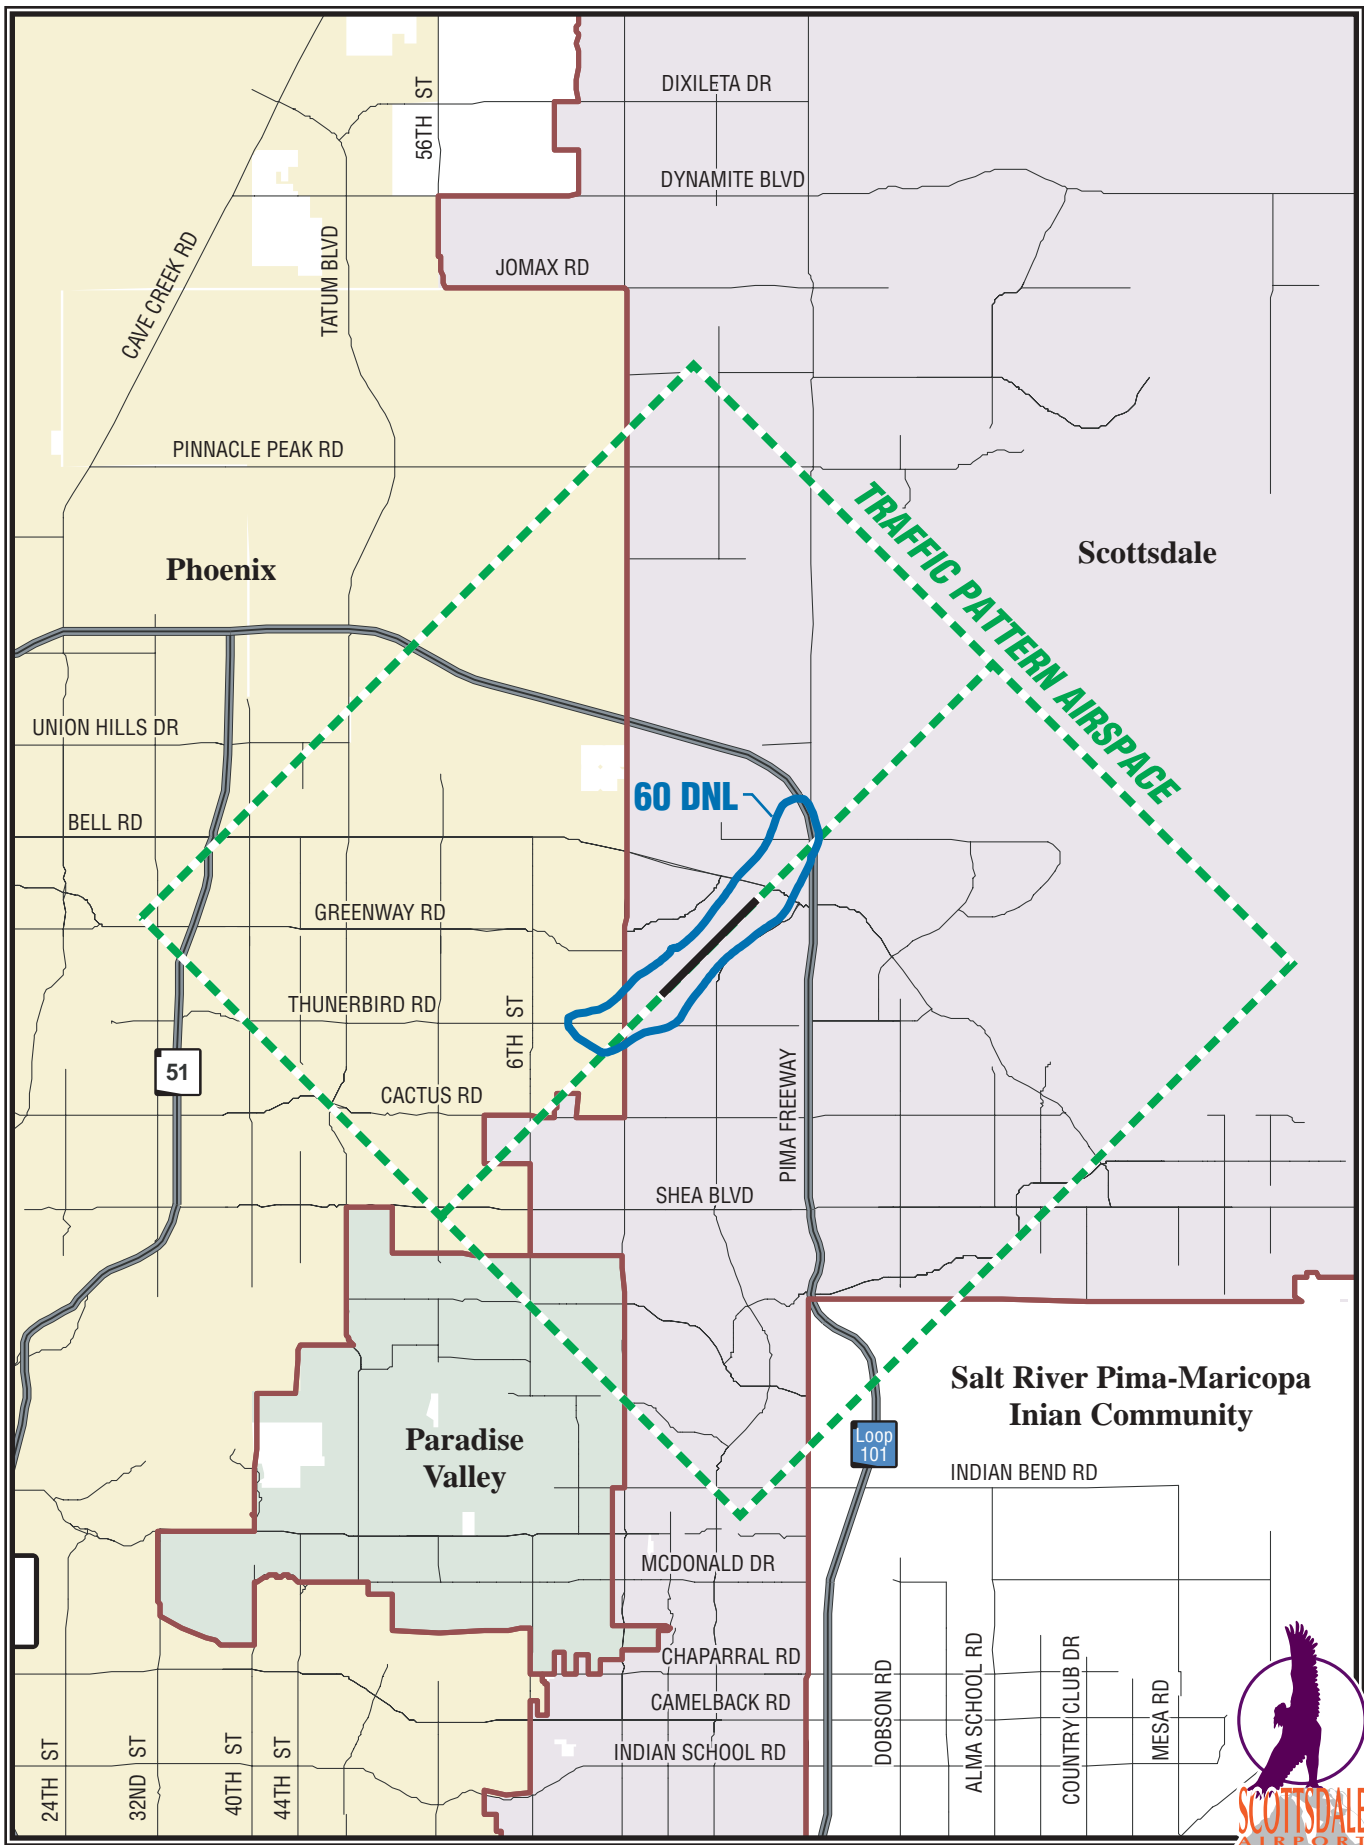 DIXILETA DR
56TH ST
DYNAMITE BLVD
CAVE CREEK RD
TATUM BLVD
JOMAX RD
PINNACLE PEAK RD
TRAFFIC PATTERN AIRSPACE
Phoenix
Scottsdale
UNION HILLS DR
60 DNL
BELL RD
GREENWAY RD
THUNERBIRD RD
6TH ST
51
CACTUS RD
PIMA FREEWAY
SHEA BLVD
Salt River Pima-Maricopa
Inian Community
Paradise
Valley
Loop
101
INDIAN BEND RD
MCDONALD DR
CHAPARRAL RD
CAMELBACK RD
INDIAN SCHOOL RD
24TH ST
32ND ST
40TH ST
44TH ST
DOBSON RD
ALMA SCHOOL RD
COUNTRY CLUB DR
MESA RD
SCOTTSDALE
AIRPORT